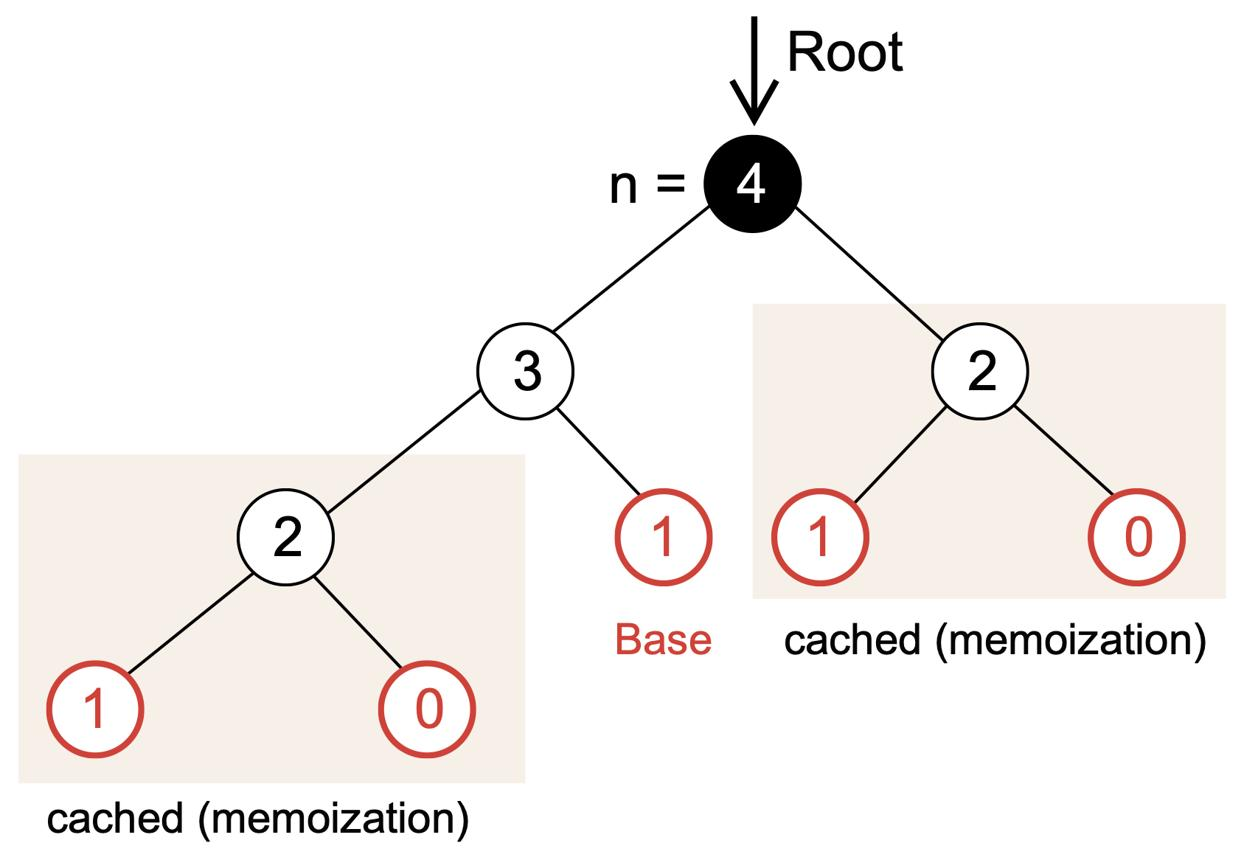 Root
n = 4
3
2
2
1
1
0
Base
cached (memoization)
1
0
cached (memoization)